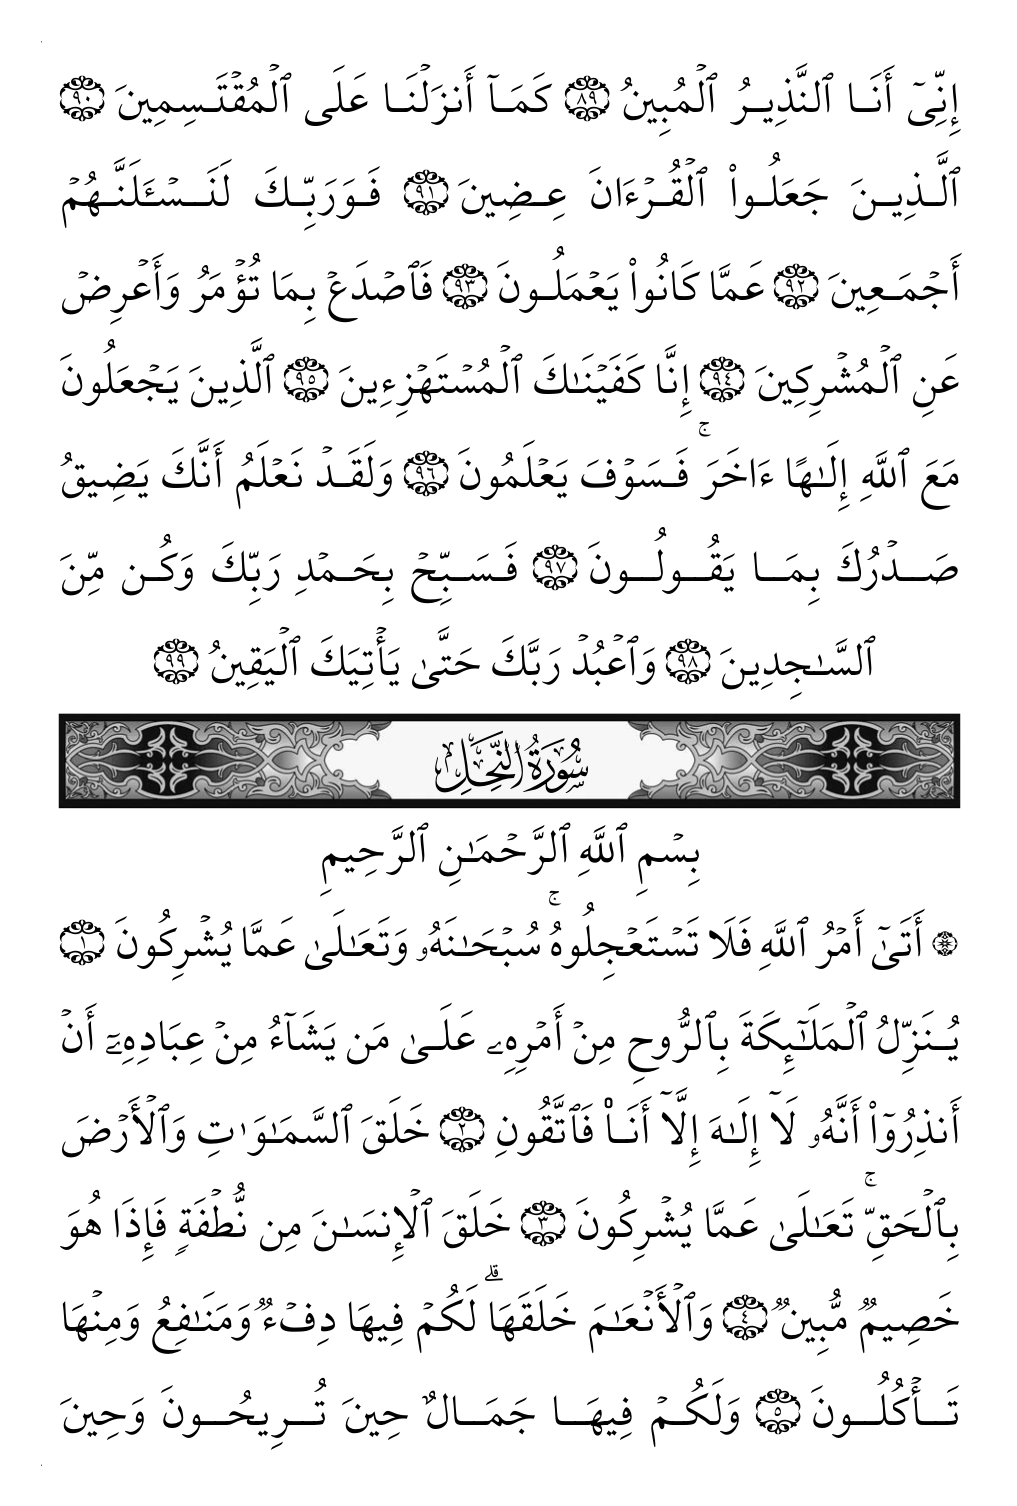 إِنِّىٓ أَنَا ٱلنَّذِيرُ ٱلْمُبِينُ ٨٩ كَمَآ أَنزَلْنَا عَلَى ٱلْمُقْتَسِمِينَ ٩٠
ٱلَّذِينَ جَعَلُوا۟ ٱلْقُرْءَانَ عِضِينَ ٩١ فَوَرَبِّكَ لَنَسْـَٔلَنَّهُمْ
أَجْمَعِينَ ٩٢ عَمَّا كَانُوا۟ يَعْمَلُونَ ٩٣ فَٱصْدَعْ بِمَا تُؤْمَرُ وَأَعْرِضْ
عَنِ ٱلْمُشْرِكِينَ ٩٤ إِنَّا كَفَيْنَـٰكَ ٱلْمُسْتَهْزِءِينَ ٩٥ ٱلَّذِينَ يَجْعَلُونَ
مَعَ ٱللَّهِ إِلَـٰهًا ءَاخَرَ ۚ فَسَوْفَ يَعْلَمُونَ ٩٦ وَلَقَدْ نَعْلَمُ أَنَّكَ يَضِيقُ
صَدْرُكَ بِمَا يَقُولُونَ ٩٧ فَسَبِّحْ بِحَمْدِ رَبِّكَ وَكُن مِّنَ
ٱلسَّـٰجِدِينَ ٩٨ وَٱعْبُدْ رَبَّكَ حَتَّىٰ يَأْتِيَكَ ٱلْيَقِينُ ٩٩
سُورَةُ النَّحْلِ
بِسْمِ ٱللَّهِ ٱلرَّحْمَـٰنِ ٱلرَّحِيمِ
۞ أَتَىٰٓ أَمْرُ ٱللَّهِ فَلَا تَسْتَعْجِلُوهُ ۚ سُبْحَـٰنَهُۥ وَتَعَـٰلَىٰ عَمَّا يُشْرِكُونَ ١
يُنَزِّلُ ٱلْمَلَـٰٓئِكَةَ بِٱلرُّوحِ مِنْ أَمْرِهِۦ عَلَىٰ مَن يَشَآءُ مِنْ عِبَادِهِۦٓ أَنْ
أَنذِرُوٓا۟ أَنَّهُۥ لَآ إِلَـٰهَ إِلَّآ أَنَا۠ فَٱتَّقُونِ ٢ خَلَقَ ٱلسَّمَـٰوَٰتِ وَٱلْأَرْضَ
بِٱلْحَقِّ ۚ تَعَـٰلَىٰ عَمَّا يُشْرِكُونَ ٣ خَلَقَ ٱلْإِنسَـٰنَ مِن نُّطْفَةٍ فَإِذَا هُوَ
خَصِيمٌ مُّبِينٌ ٤ وَٱلْأَنْعَـٰمَ خَلَقَهَا ۗ لَكُمْ فِيهَا دِفْءٌ وَمَنَـٰفِعُ وَمِنْهَا
تَأْكُلُونَ ٥ وَلَكُمْ فِيهَا جَمَالٌ حِينَ تُرِيحُونَ وَحِينَ